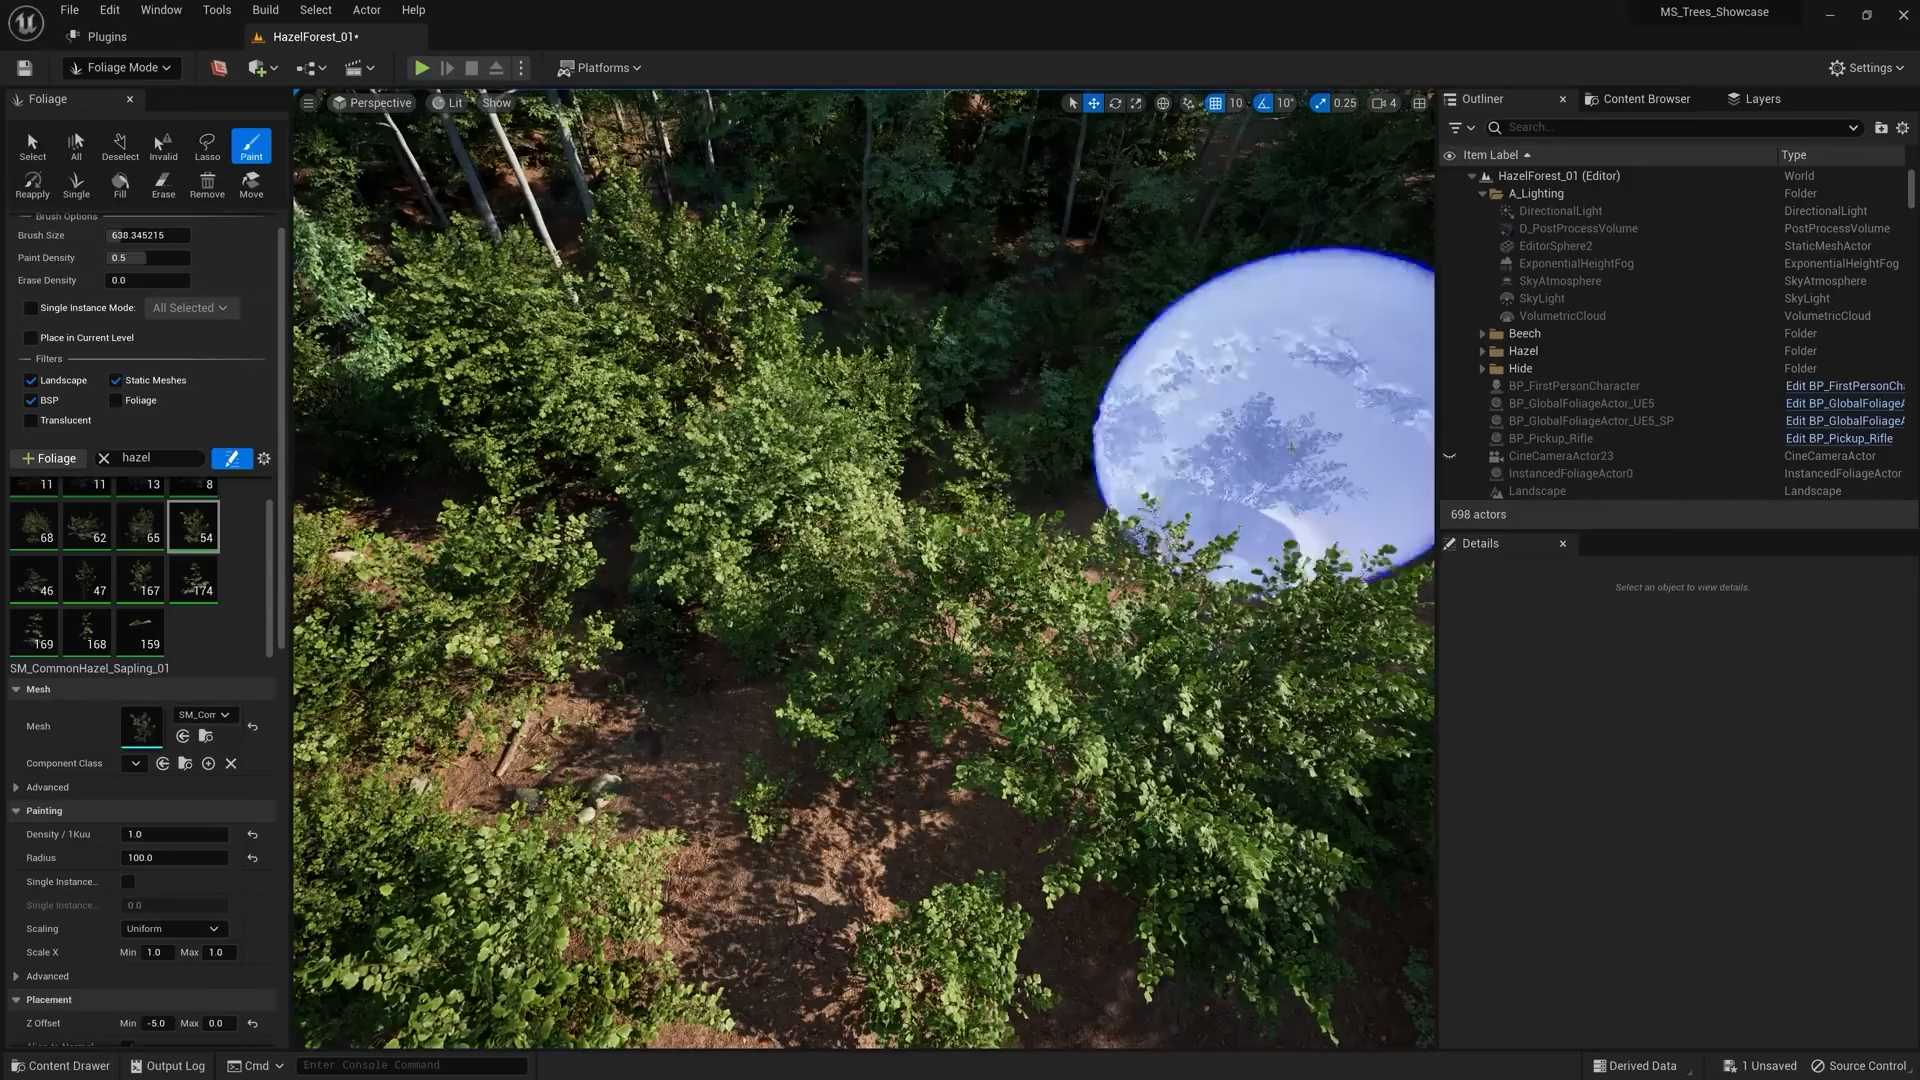 File Edit Window Tools Build Select Actor Help
MS_Trees_Showcase
Plugins
HazelForest_01*
Foliage Mode
Platforms
Settings
Foliage
Perspective
Lit
Show
10
10°
0.25
4
Outliner
Content Browser
Layers
Search...
Select All Deselect Invalid Lasso Paint
Reapply Single Fill Erase Remove Move
Brush Options
Brush Size 638.345215
Paint Density 0.5
Erase Density 0.0
Single Instance Mode: All Selected
Place in Current Level
Filters
Landscape Static Meshes
BSP Foliage
Translucent
Foliage hazel
11 11 13 8
68 62 65 54
46 47 167 174
169 168 159
SM_CommonHazel_Sapling_01
Mesh
Mesh SM_Com
Component Class
Advanced
Painting
Density / 1Kuu 1.0
Radius 100.0
Single Instance...
Single Instance... 0.0
Scaling Uniform
Scale X Min 1.0 Max 1.0
Advanced
Placement
Z Offset Min -5.0 Max 0.0
Item Label Type
HazelForest_01 (Editor) World
A_Lighting Folder
DirectionalLight DirectionalLight
D_PostProcessVolume PostProcessVolume
EditorSphere2 StaticMeshActor
ExponentialHeightFog ExponentialHeightFog
SkyAtmosphere SkyAtmosphere
SkyLight SkyLight
VolumetricCloud VolumetricCloud
Beech Folder
Hazel Folder
Hide Folder
BP_FirstPersonCharacter Edit BP_FirstPersonCh
BP_GlobalFoliageActor_UE5 Edit BP_GlobalFoliageA
BP_GlobalFoliageActor_UE5_SP Edit BP_GlobalFoliageA
BP_Pickup_Rifle Edit BP_Pickup_Rifle
CineCameraActor23 CineCameraActor
InstancedFoliageActor0 InstancedFoliageActor
Landscape Landscape
698 actors
Details
Select an object to view details.
Content Drawer
Output Log
Cmd
Enter Console Command
Derived Data
1 Unsaved
Source Control